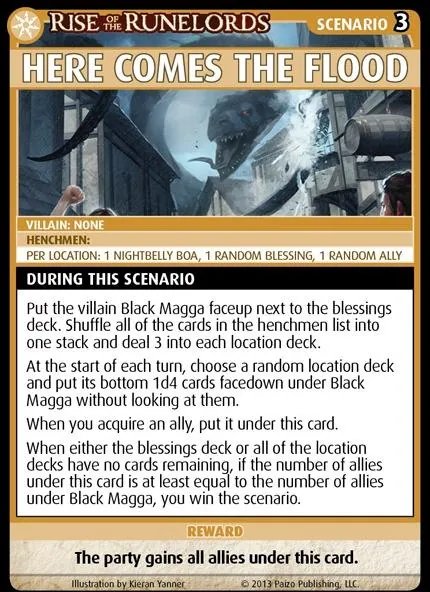 RISE OF THE RUNELORDS SCENARIO 3
HERE COMES THE FLOOD
VILLAIN: NONE
HENCHMEN:
PER LOCATION: 1 NIGHTBELLY BOA, 1 RANDOM BLESSING, 1 RANDOM ALLY
DURING THIS SCENARIO
Put the villain Black Magga faceup next to the blessings
deck. Shuffle all of the cards in the henchmen list into
one stack and deal 3 into each location deck.
At the start of each turn, choose a random location deck
and put its bottom 1d4 cards facedown under Black
Magga without looking at them.
When you acquire an ally, put it under this card.
When either the blessings deck or all of the location
decks have no cards remaining, if the number of allies
under this card is at least equal to the number of allies
under Black Magga, you win the scenario.
REWARD
The party gains all allies under this card.
Illustration by Kieran Yanner © 2013 Paizo Publishing, LLC.